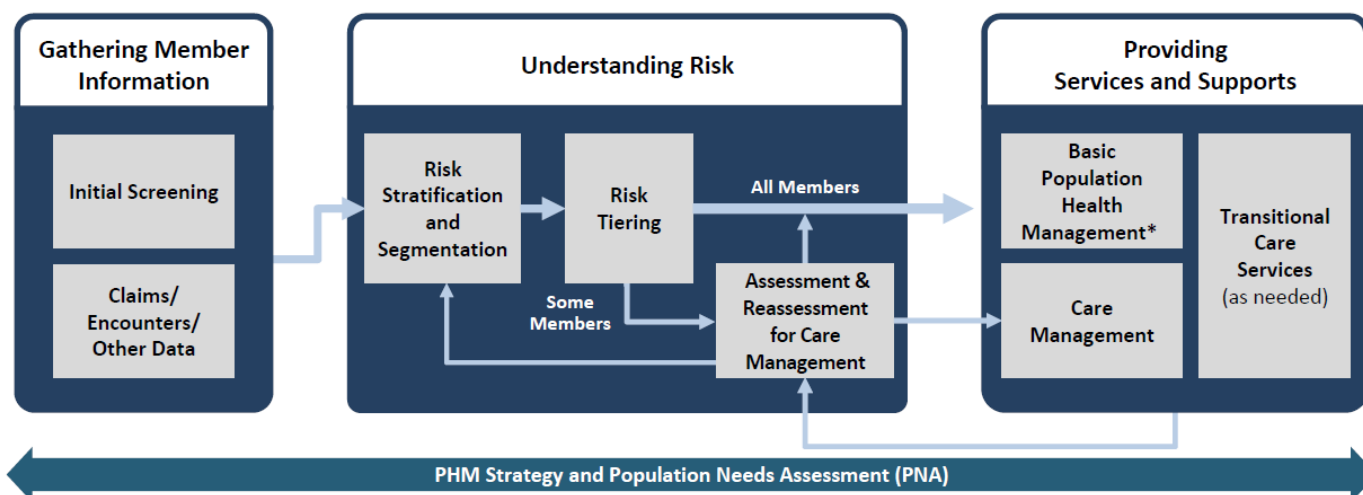 Gathering Member
Information
Initial Screening
Claims/
Encounters/
Other Data
Understanding Risk
Risk
Stratification
and
Segmentation
Risk
Tiering
All Members
Some
Members
Assessment &
Reassessment
for Care
Management
Providing
Services and Supports
Basic
Population
Health
Management*
Care
Management
Transitional
Care
Services
(as needed)
PHM Strategy and Population Needs Assessment (PNA)